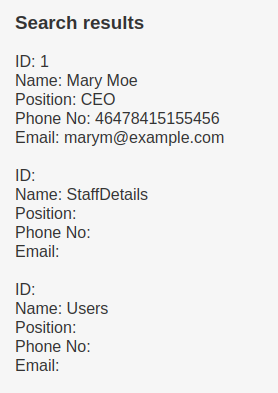 Search results
ID: 1
Name: Mary Moe
Position: CEO
Phone No: 46478415155456
Email: marym@example.com
ID:
Name: StaffDetails
Position:
Phone No:
Email:
ID:
Name: Users
Position:
Phone No:
Email: